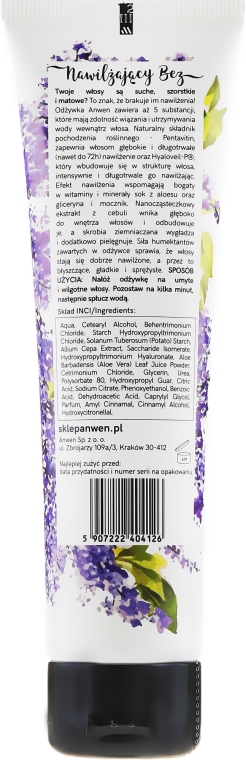 Nawilżający Bez
Twoje włosy są suche, szorstkie
i matowe? To znak, że brakuje im nawilżenia!
Odżywka Anwen zawiera aż 5 substancji,
które mają zdolność wiązania i utrzymywania
wody wewnątrz włosa. Naturalny składnik
pochodzenia roślinnego - Pentavitin,
zapewnia włosom głębokie i długotrwałe
(nawet do 72h) nawilżenie oraz Hyaloveil-P®,
który wbudowuje się w strukturę włosa,
intensywnie i długotrwale go nawilżając.
Efekt nawilżenia wspomagają bogaty
w witaminy i minerały sok z aloesu oraz
gliceryna i mocznik. Nanocząsteczkowy
ekstrakt z cebuli wnika głęboko
do wnętrza włosów i odbudowuje
je, a skrobia ziemniaczana wygładza
i dodatkowo pielęgnuje. Siła humektantów
zawartych w odżywce sprawia, że włosy
stają się dobrze nawilżone, a przez to
błyszczące, gładkie i sprężyste. SPOSÓB
UŻYCIA: Nałóż odżywkę na umyte
i wilgotne włosy. Pozostaw na kilka minut,
następnie spłucz wodą.
Skład INCI/Ingredients:
Aqua, Cetearyl Alcohol, Behentrimonium
Chloride, Starch Hydroxypropyltrimonium
Chloride, Solanum Tuberosum (Potato) Starch,
Allium Cepa Extract, Saccharide Isomerate,
Hydroxypropyltrimonium Hyaluronate, Aloe
Barbadensis (Aloe Vera) Leaf Juice Powder,
Cetrimonium Chloride, Glycerin, Urea,
Polysorbate 80, Hydroxypropyl Guar, Citric
Acid, Sodium Citrate, Phenoxyethanol, Benzoic
Acid, Dehydroacetic Acid, Caprylyl Glycol,
Parfum, Amyl Cinnamal, Cinnamyl Alcohol,
Hydroxycitronellal.
sklepanwen.pl
Anwen Sp. z o. o.
ul. Zbrojarzy 109a/3, Kraków 30-412
Najlepiej zużyć przed:
data przydatności i numer serii na opakowaniu.
5 907222 404126